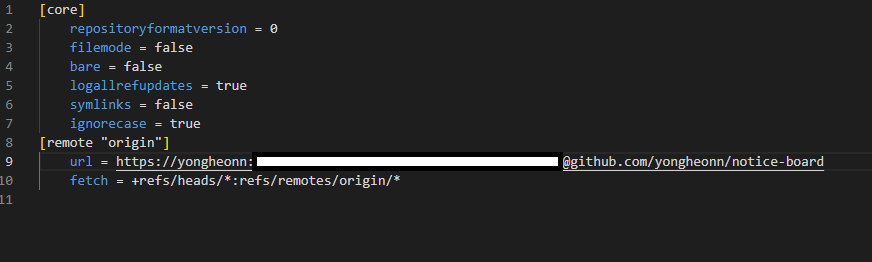 1 [core]
2 repositoryformatversion = 0
3 filemode = false
4 bare = false
5 logallrefupdates = true
6 symlinks = false
7 ignorecase = true
8 [remote "origin"]
9 url = https://yongheonn: @github.com/yongheonn/notice-board
10 fetch = +refs/heads/*:refs/remotes/origin/*
11